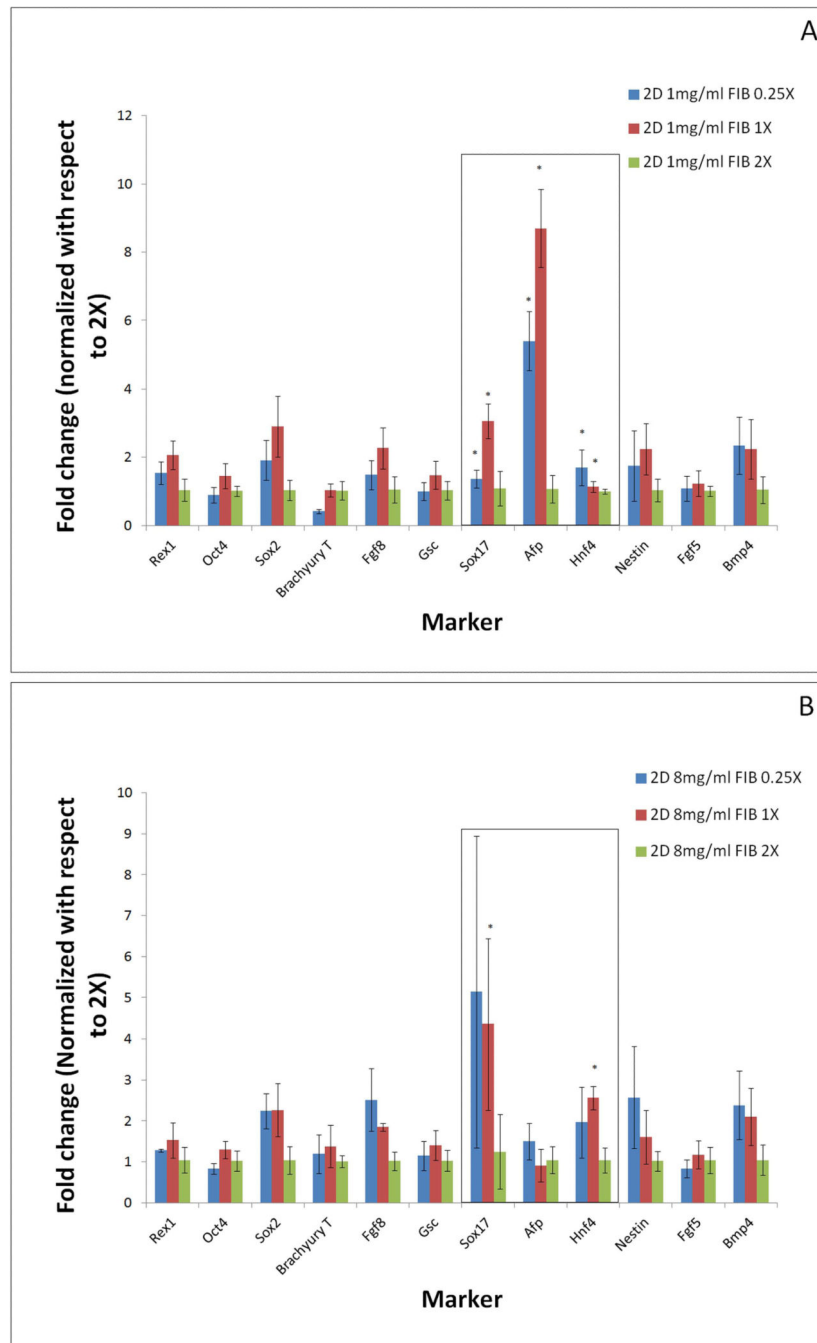 A
2D 1mg/ml FIB 0.25X
2D 1mg/ml FIB 1X
2D 1mg/ml FIB 2X
Fold change (normalized with respect
to 2X)
12
10
8
6
4
2
0
*
*
*
*
*
*
Rex1
Oct4
Sox2
Brachyury T
Fgf8
Gsc
Sox17
Afp
Hnf4
Nestin
Fgf5
Bmp4
Marker
B
2D 8mg/ml FIB 0.25X
2D 8mg/ml FIB 1X
2D 8mg/ml FIB 2X
Fold change (Normalized with respect
to 2X)
10
9
8
7
6
5
4
3
2
1
0
*
*
Rex1
Oct4
Sox2
Brachyury T
Fgf8
Gsc
Sox17
Afp
Hnf4
Nestin
Fgf5
Bmp4
Marker